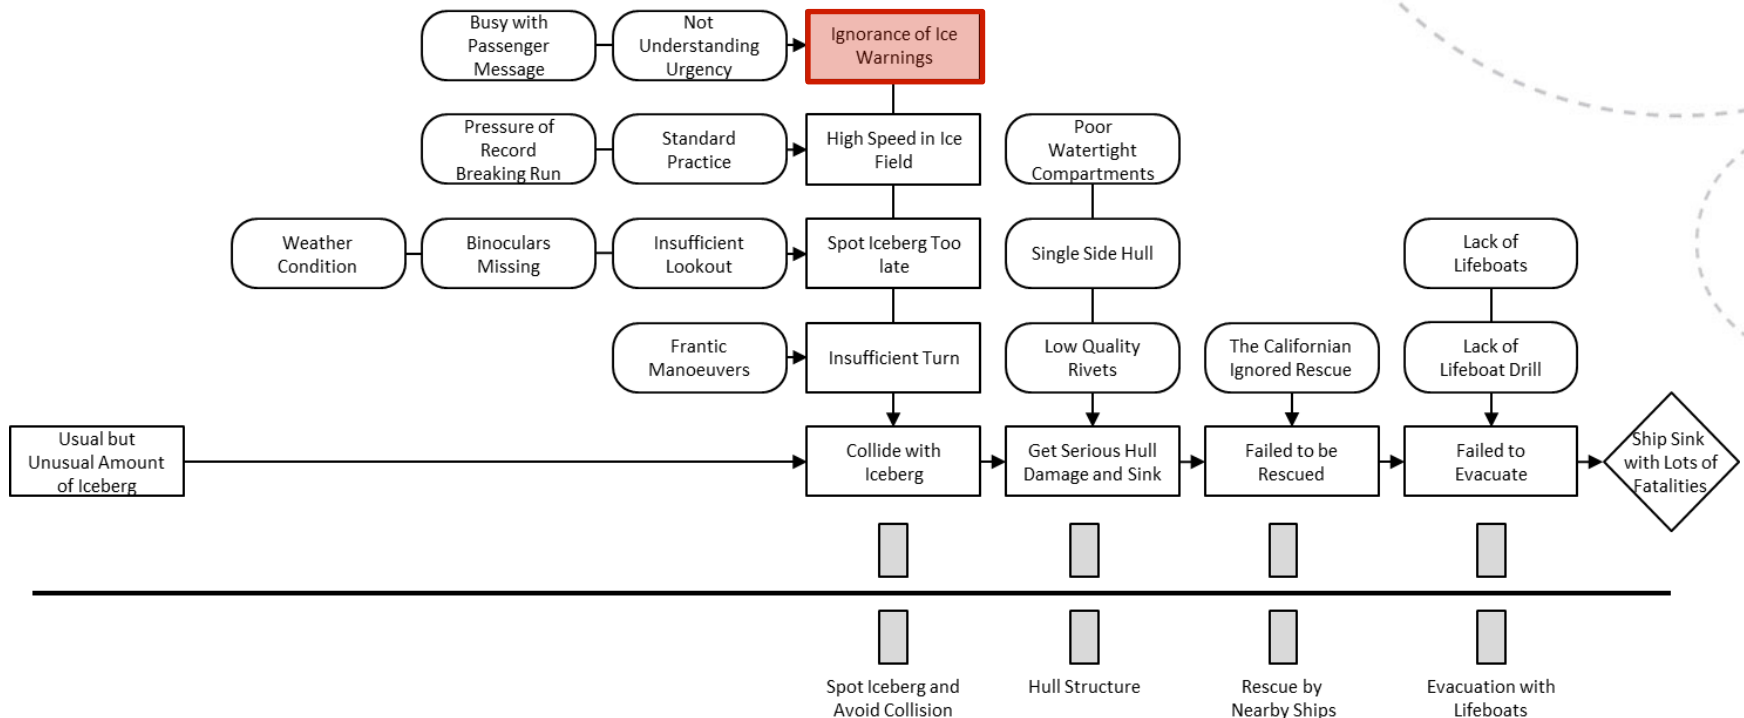 Busy with
Passenger
Message
Not
Understanding
Urgency
Ignorance of Ice
Warnings
Pressure of
Record
Breaking Run
Standard
Practice
High Speed in Ice
Field
Poor
Watertight
Compartments
Weather
Condition
Binoculars
Missing
Insufficient
Lookout
Spot Iceberg Too
late
Single Side Hull
Lack of
Lifeboats
Frantic
Manoeuvers
Insufficient Turn
Low Quality
Rivets
The Californian
Ignored Rescue
Lack of
Lifeboat Drill
Usual but
Unusual Amount
of Iceberg
Collide with
Iceberg
Get Serious Hull
Damage and Sink
Failed to be
Rescued
Failed to
Evacuate
Ship Sink
with Lots of
Fatalities
Spot Iceberg and
Avoid Collision
Hull Structure
Rescue by
Nearby Ships
Evacuation with
Lifeboats